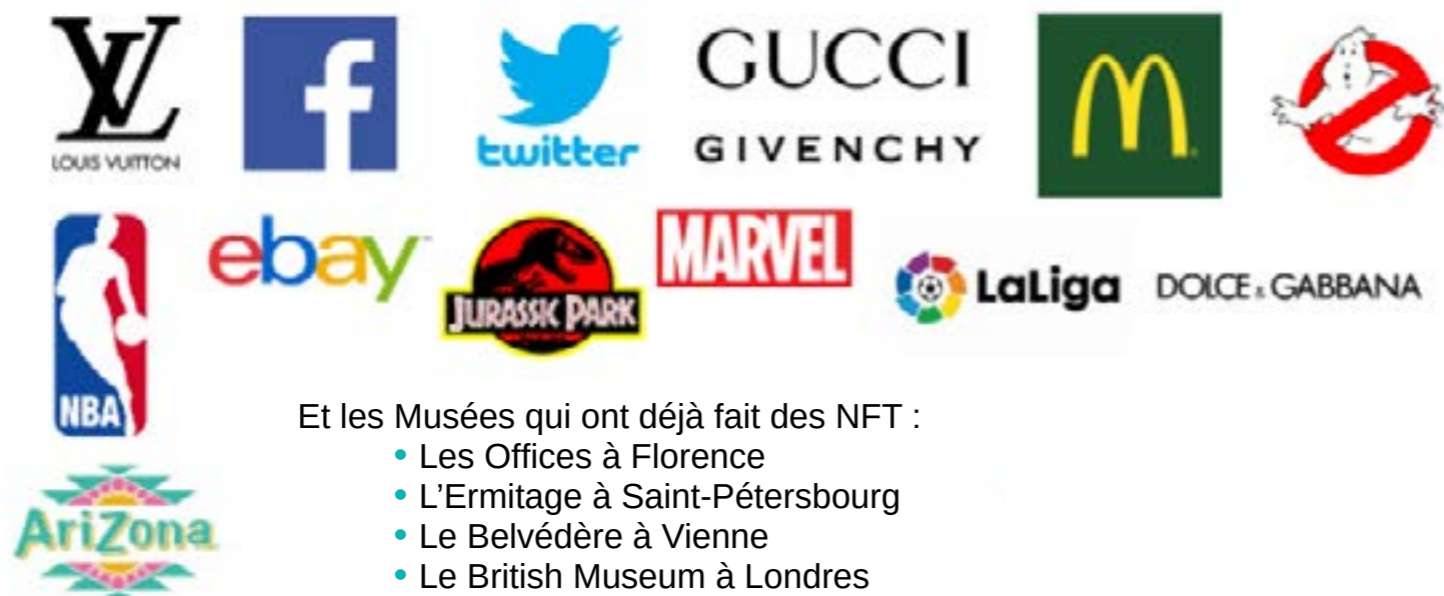 LV
LOUIS VUITTON
f
twitter
GUCCI
GIVENCHY
M
NBA
ebay
JURASSIC PARK
MARVEL
LaLiga
DOLCE & GABBANA
AriZona
Et les Musées qui ont déjà fait des NFT :
• Les Offices à Florence
• L’Ermitage à Saint-Pétersbourg
• Le Belvédère à Vienne
• Le British Museum à Londres